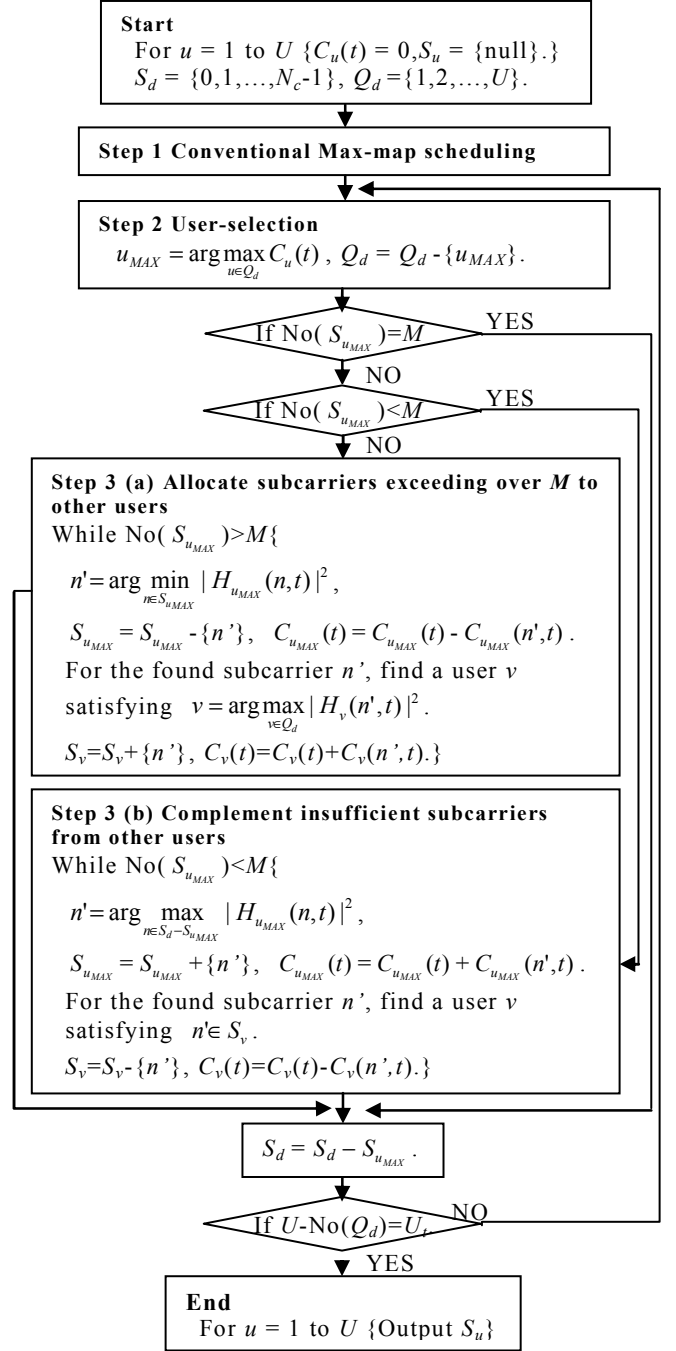 Start
For u = 1 to U {C_u(t) = 0,S_u = {null}.}
S_d = {0,1,…,N_c-1}, Q_d ={1,2,…,U}.
Step 1 Conventional Max-map scheduling
Step 2 User-selection
u_MAX = arg max_{u∈Q_d} C_u(t) , Q_d = Q_d -{u_MAX}.
If No( S_{u_MAX} )=M
YES
NO
If No( S_{u_MAX} )<M
YES
NO
Step 3 (a) Allocate subcarriers exceeding over M to
other users
While No( S_{u_MAX} )>M{
n' = arg min_{n∈S_{u_MAX}} | H_{u_MAX}(n,t) |²,
S_{u_MAX} = S_{u_MAX} -{n'}, C_{u_MAX}(t) = C_{u_MAX}(t) - C_{u_MAX}(n',t) .
For the found subcarrier n', find a user v
satisfying v = arg max_{v∈Q_d} | H_v(n',t) |².
S_v=S_v+{n'}, C_v(t)=C_v(t)+C_v(n',t).}
Step 3 (b) Complement insufficient subcarriers
from other users
While No( S_{u_MAX} )<M{
n' = arg max_{n∈S_d−S_{u_MAX}} | H_{u_MAX}(n,t) |²,
S_{u_MAX} = S_{u_MAX} +{n'}, C_{u_MAX}(t) = C_{u_MAX}(t) + C_{u_MAX}(n',t) .
For the found subcarrier n', find a user v
satisfying n'∈ S_v .
S_v=S_v-{n'}, C_v(t)=C_v(t)-C_v(n',t).}
S_d = S_d − S_{u_MAX} .
If U-No(Q_d)=U_t.
NO
YES
End
For u = 1 to U {Output S_u}